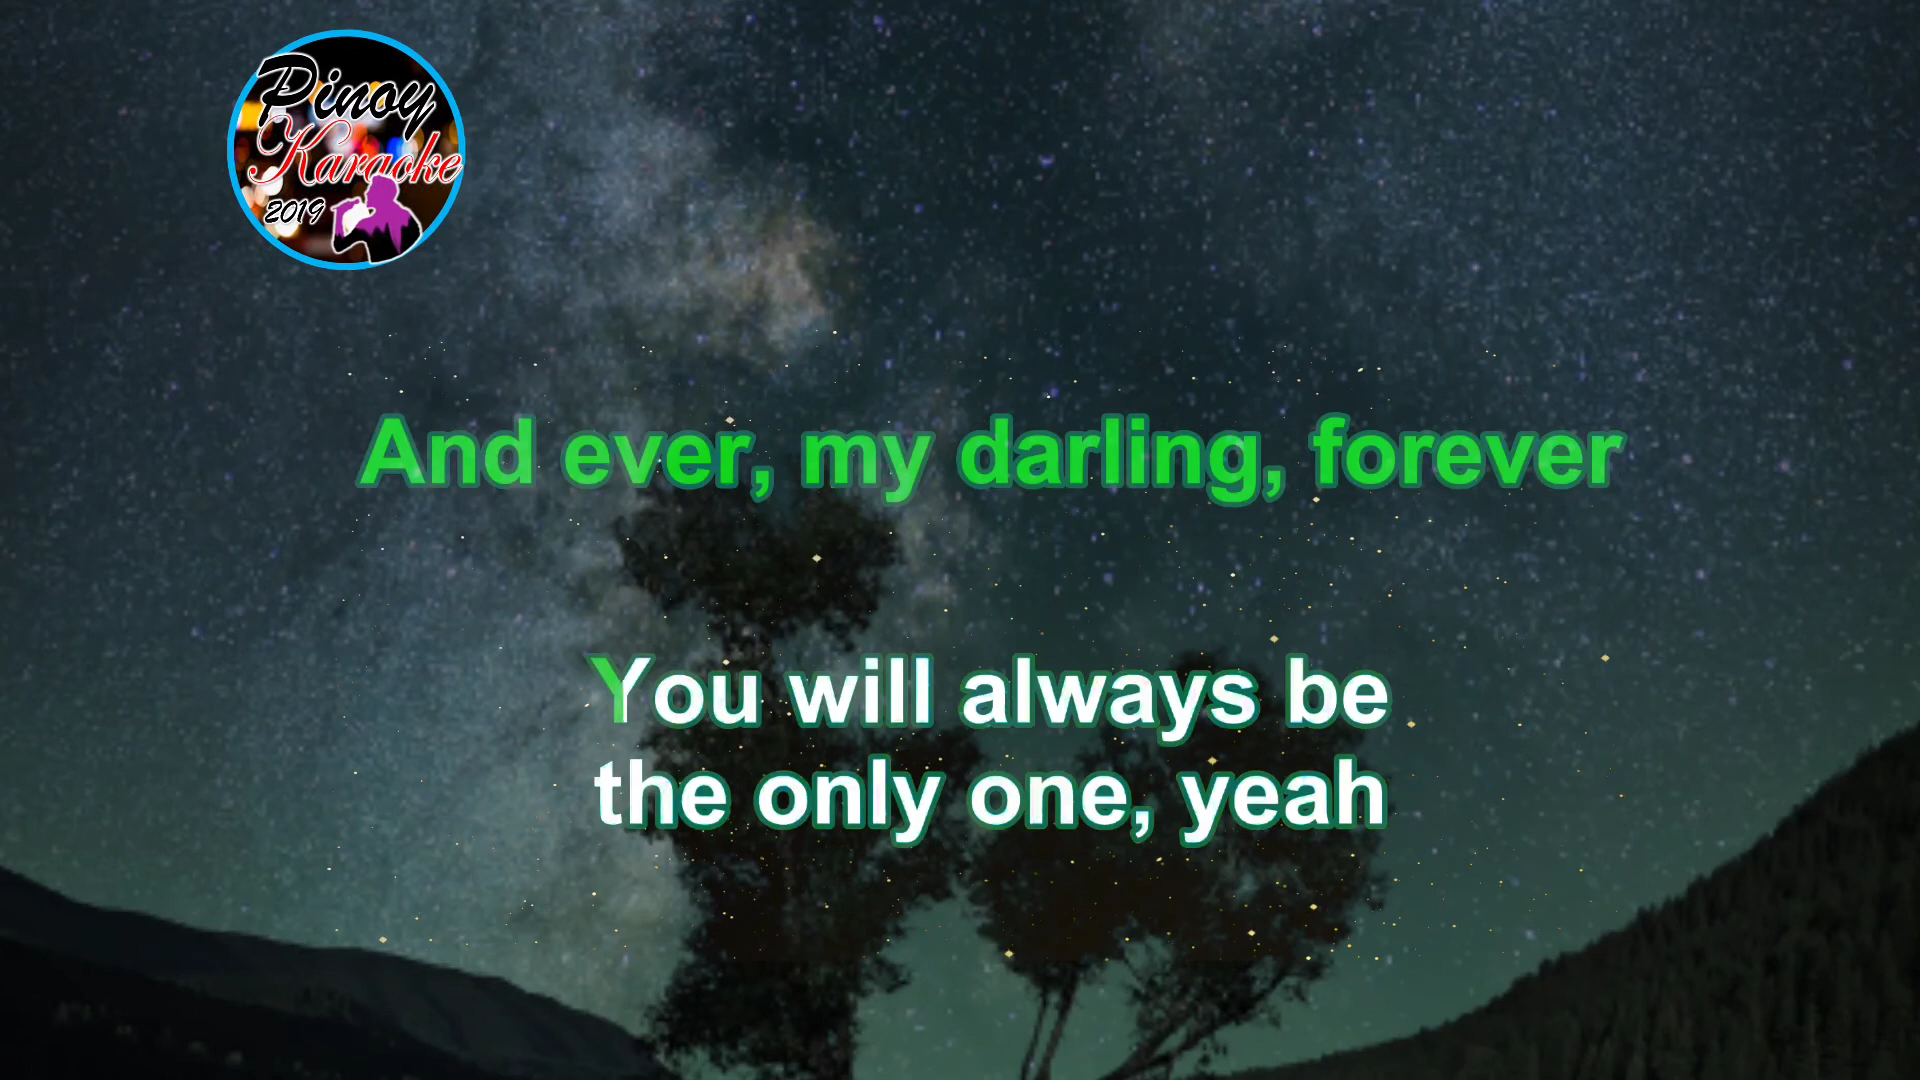 Pinoy
Karaoke
2019
And ever, my darling, forever
You will always be
the only one, yeah